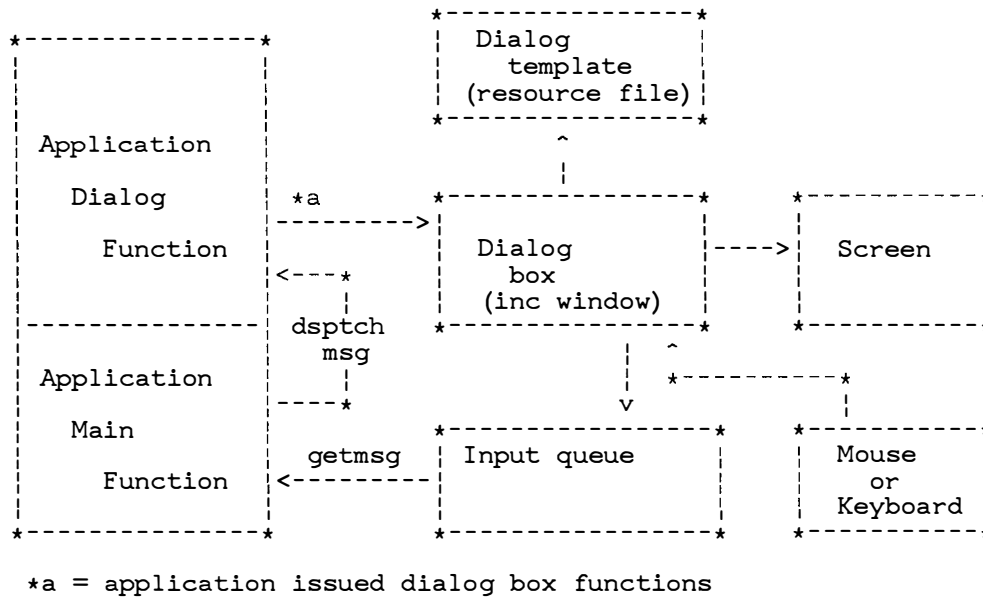 Dialog
template
(resource file)
Application
Dialog
Function
*a
Dialog
box
(inc window)
Screen
dsptch
msg
Application
Main
Function
getmsg
Input queue
Mouse
or
Keyboard
*a = application issued dialog box functions